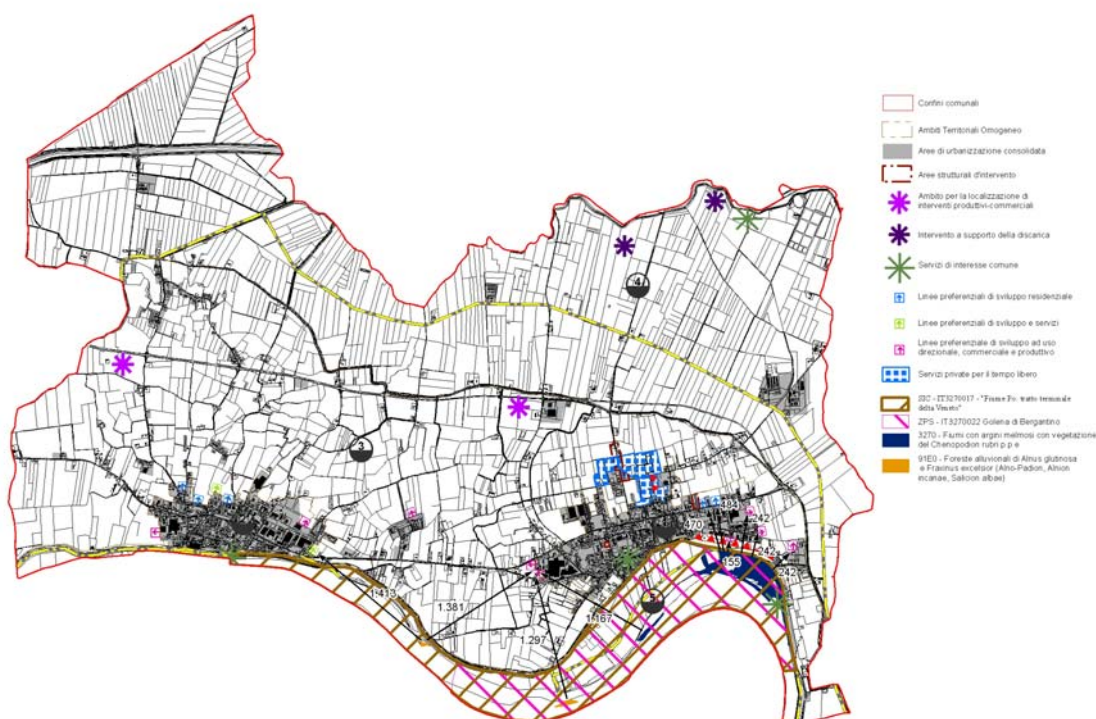 Confini comunali
Ambiti Territoriali Omogeneo
Aree di urbanizzazione consolidata
Aree strutturali d'intervento
Ambito per la localizzazione di
interventi produttivi-commerciali
Intervento a supporto della discarica
Servizi di interesse comune
Linee preferenziali di sviluppo residenziale
Linee preferenziali di sviluppo e servizi
Linee preferenziale di sviluppo ad uso
direzionale, commerciale e produttivo
Servizi private per il tempo libero
SIC - IT3270017 - "Fiume Po: tratto terminale
delta Veneto"
ZPS - IT3270022 Golena di Bergantino
3270 - Fiumi con argini melmosi con vegetazione
del Chenopodion rubri p.p.e
91E0 - Foreste alluvionali di Alnus glutinosa
e Fraxinus excelsior (Alno-Padion, Alnion
incanae, Salicion albae)
4
3
484
470
242
242
155
242
1.413
1.381
1.167
1.297